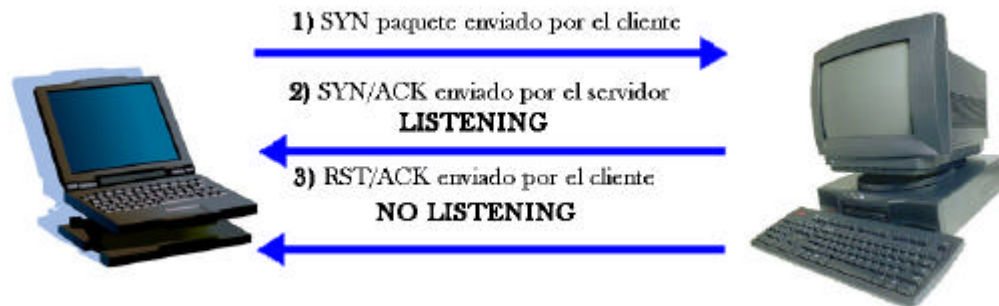 1) SYN paquete enviado por el cliente
2) SYN/ACK enviado por el servidor
LISTENING
3) RST/ACK enviado por el cliente
NO LISTENING